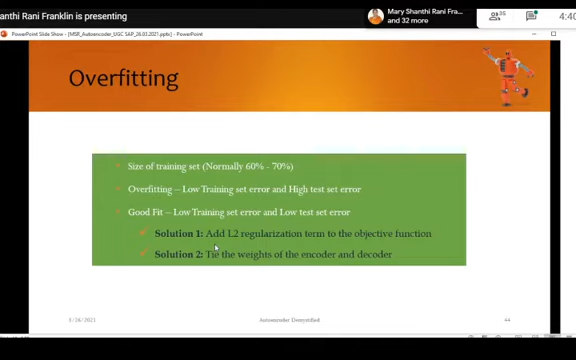 anthi Rani Franklin is presenting
Mary Shanthi Rani Fra...
and 32 more
35
4:40
PowerPoint Slide Show - [MSR_Autoencoder_UGC SAP_26.03.2021.pptx] - PowerPoint
Overfitting
Size of training set (Normally 60% - 70%)
Overfitting – Low Training set error and High test set error
Good Fit – Low Training set error and Low test set error
Solution 1: Add L2 regularization term to the objective function
Solution 2: Tie the weights of the encoder and decoder
3/26/2021
Autoencoder Demystified
44